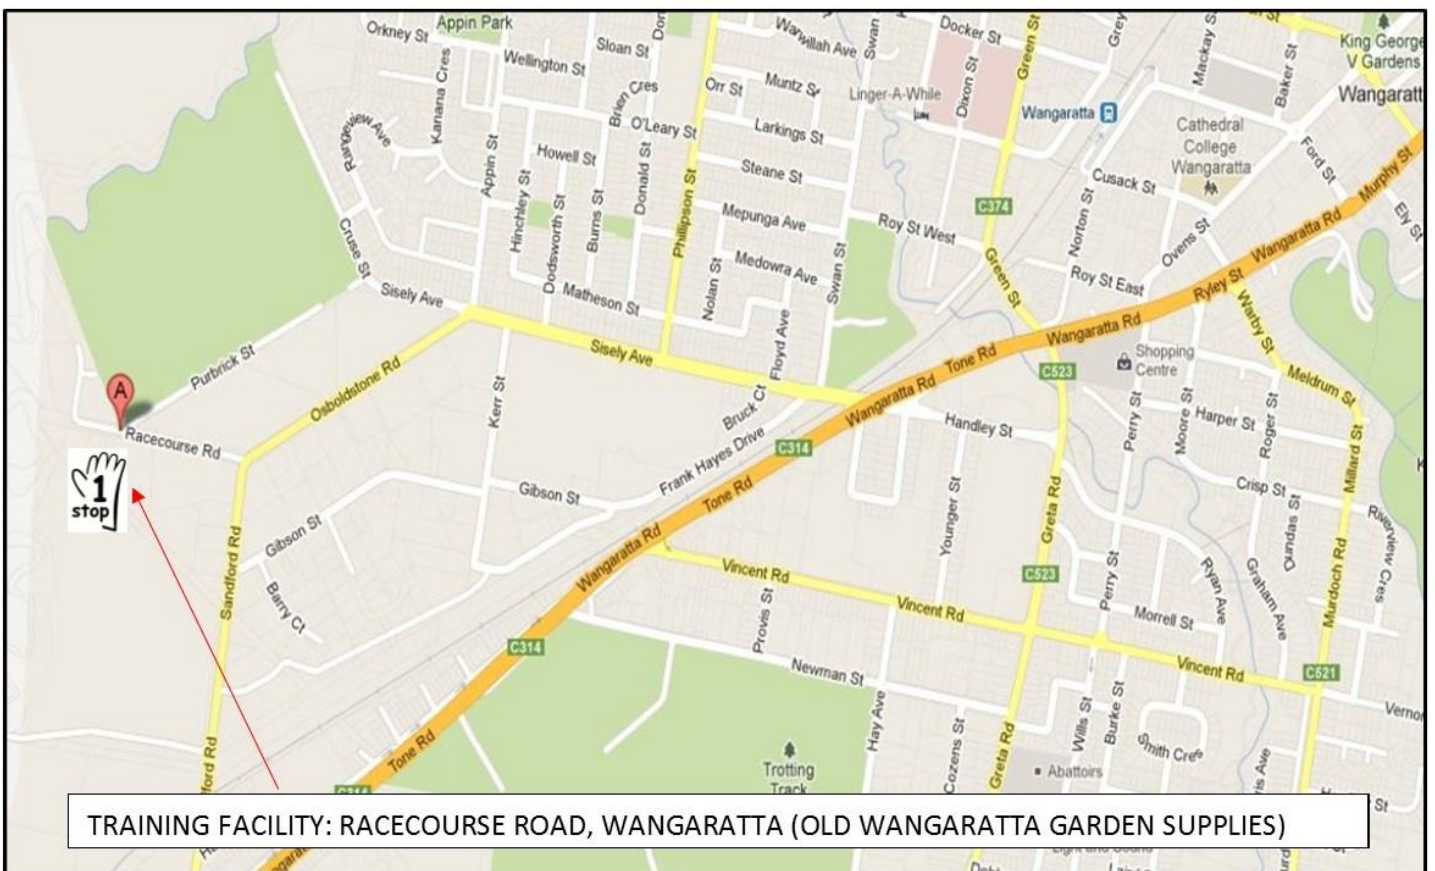 Appin Park
Orkney St
Kanana Cres
Wellington St
Sloan St
Swan St
Docker St
Dixon St
Green St
Mackay St
Baker St
King George
V Gardens
Rangeview Ave
Brien Cres
Orr St
Muntz St
Linger-A-While
Wangaratta
Cathedral
College
Wangaratta
O'Leary St
Larkings St
Howell St
Steane St
Appin St
Hinchley St
Dodsworth St
Burns St
Donald St
Phillipson St
Mepunga Ave
Medowra Ave
Nolan St
Floyd Ave
Swan St
Roy St West
C374
Green St
Norton St
Cusack St
Roy St East
Ovens St
Ford St
Murphy St
Ely St
Wangaratta Rd
Ryley St
Warby St
Cruse St
Sisely Ave
Matheson St
Sisely Ave
Purbrick St
Osboldstone Rd
Kerr St
Bruck Ct
Wangaratta Rd
Tone Rd
Wangaratta Rd
Shopping
Centre
C523
Meldrum St
A
Racecourse Rd
1
stop
Frank Hayes Drive
C314
Handley St
Perry St
Moore St
Harper St
Roger St
Millard St
Gibson St
Gibson St
Tone Rd
Wangaratta Rd
Younger St
Greta Rd
Crisp St
Dundas St
Riverview Cres
Sandford Rd
Barry Ct
Vincent Rd
Vincent Rd
Provis St
C523
Perry St
Ryan Ave
Graham Ave
Murdoch Rd
Morrell St
C314
Newman St
Vincent Rd
C521
Hay Ave
Cozens St
Greta Rd
Wills St
Burke St
Smith Cres
Abattoirs
Tone Rd
Trotting
Track
C314
TRAINING FACILITY: RACECOURSE ROAD, WANGARATTA (OLD WANGARATTA GARDEN SUPPLIES)